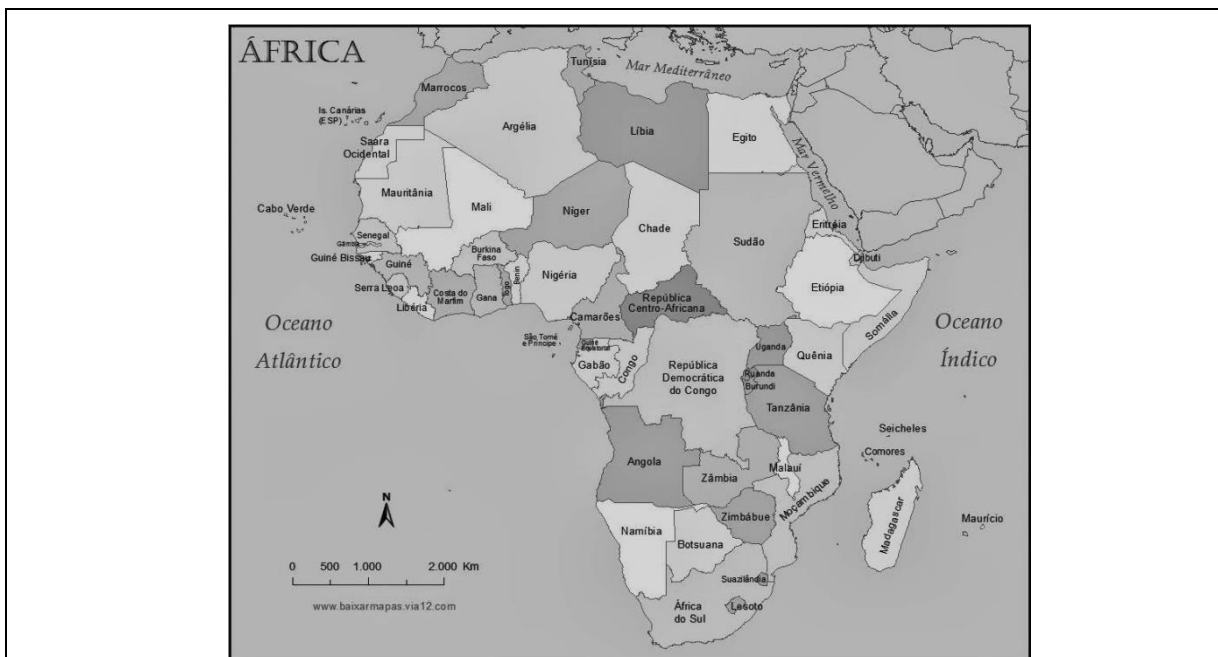 ÁFRICA
Mar Mediterrâneo
Tunísia
Marrocos
Is. Canárias
(ESP)
Argélia
Líbia
Egito
Saara
Ocidental
Mar Vermelho
Mauritânia
Mali
Níger
Chade
Sudão
Eritréia
Cabo Verde
Senegal
Gâmbia
Guiné Bissau
Guiné
Burkina
Faso
Benin
Togo
Nigéria
Djibuti
Etiópia
Somália
Serra Leoa
Libéria
Costa do
Marfim
Gana
Camarões
República
Centro-Africana
Oceano
Atlântico
Oceano
Índico
São Tomé
e Príncipe
Guiné
Equatorial
Gabão
Congo
República
Democrática
do Congo
Uganda
Quênia
Ruanda
Burundi
Tanzânia
Seicheles
Comores
Angola
Zâmbia
Malauí
Moçambique
Madagascar
Maurício
N
Namíbia
Zimbábue
Botsuana
Suazilândia
Lesoto
África
do Sul
0 500 1.000 2.000 Km
www.baixarmapas.via12.com